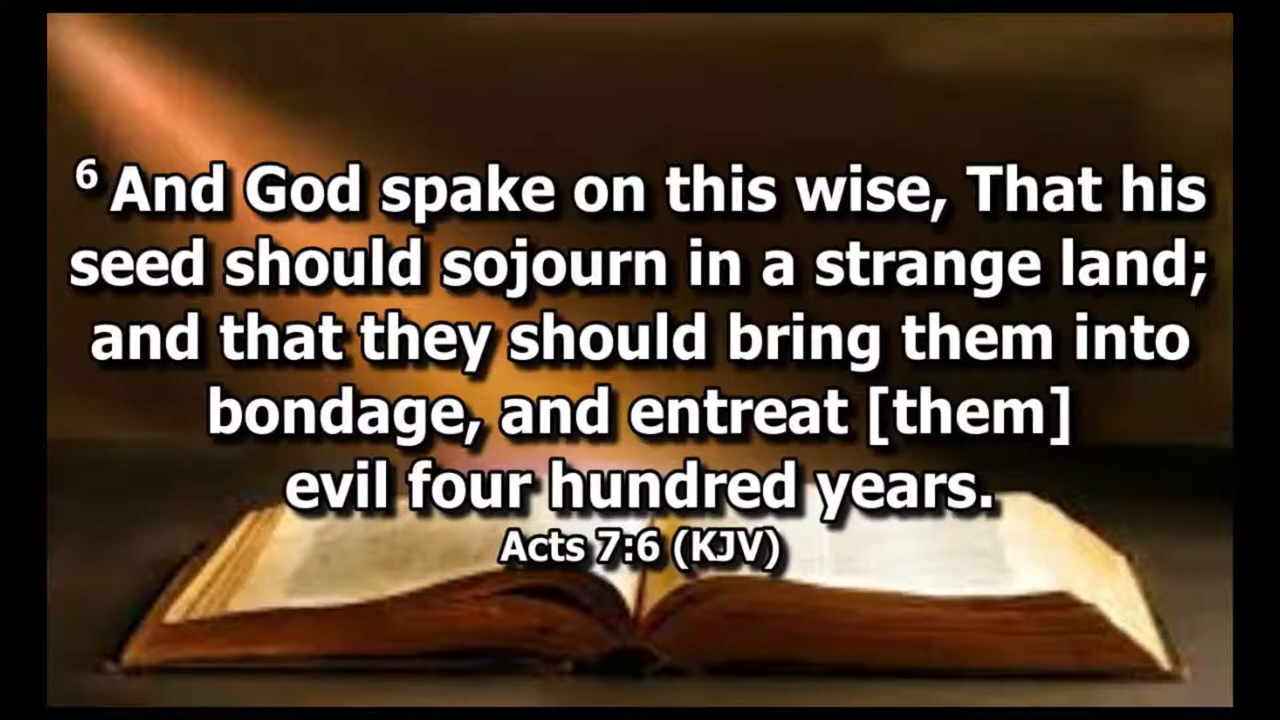 6 And God spake on this wise, That his
seed should sojourn in a strange land;
and that they should bring them into
bondage, and entreat [them]
evil four hundred years.
Acts 7:6 (KJV)